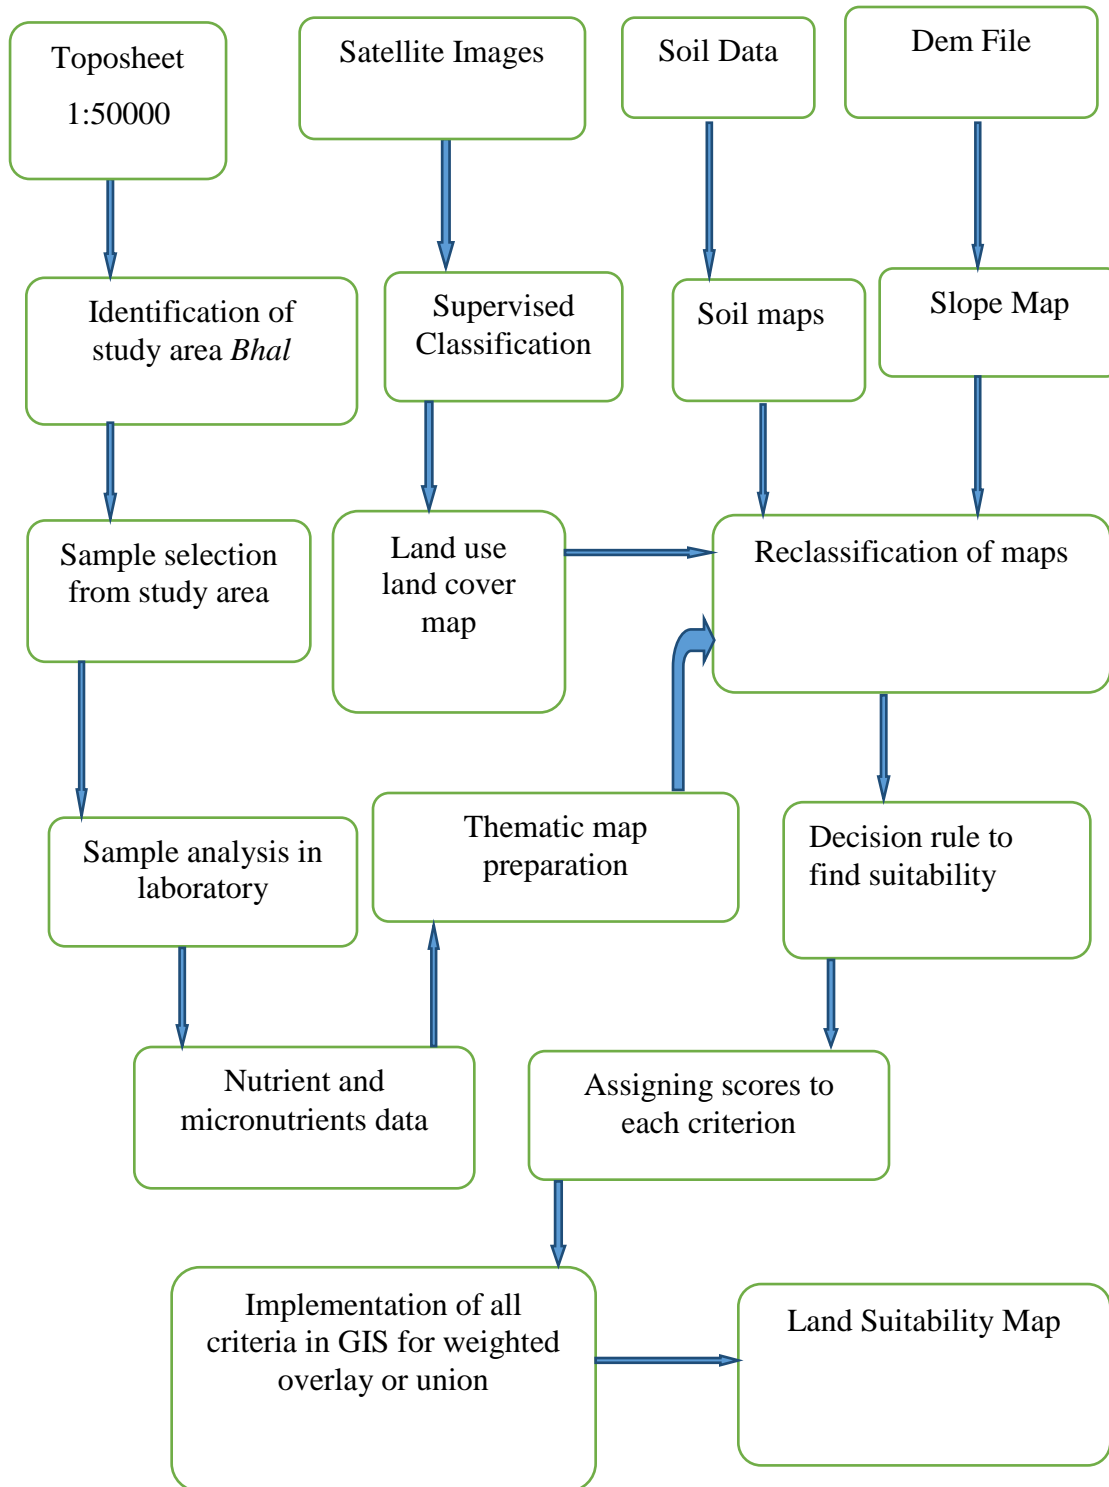 Toposheet
1:50000
Satellite Images
Soil Data
Dem File
Identification of
study area Bhal
Supervised
Classification
Soil maps
Slope Map
Sample selection
from study area
Land use
land cover
map
Reclassification of maps
Sample analysis in
laboratory
Thematic map
preparation
Decision rule to
find suitability
Nutrient and
micronutrients data
Assigning scores to
each criterion
Implementation of all
criteria in GIS for weighted
overlay or union
Land Suitability Map